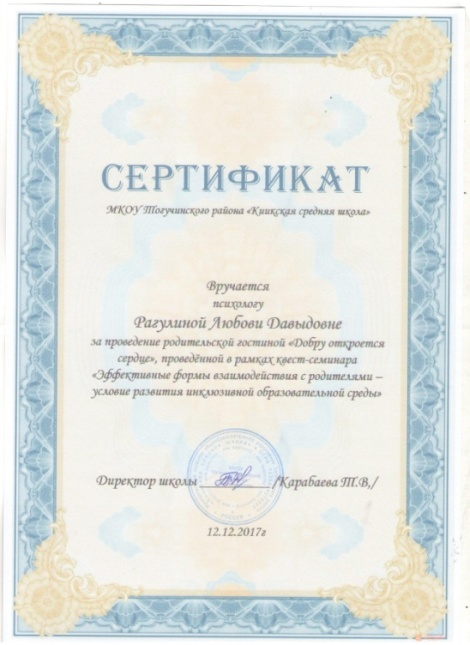 СЕРТИФИКАТ
МКОУ Тогучинского района «Киикская средняя школа»
Вручается
психологу
Рагулиной Любови Давыдовне
за проведение родительской гостиной «Добру откроется
сердце», проведённой в рамках квест-семинара
«Эффективные формы взаимодействия с родителями –
условие развития инклюзивной образовательной среды»
Директор школы /Карабаева Т.В,/
12.12.2017г